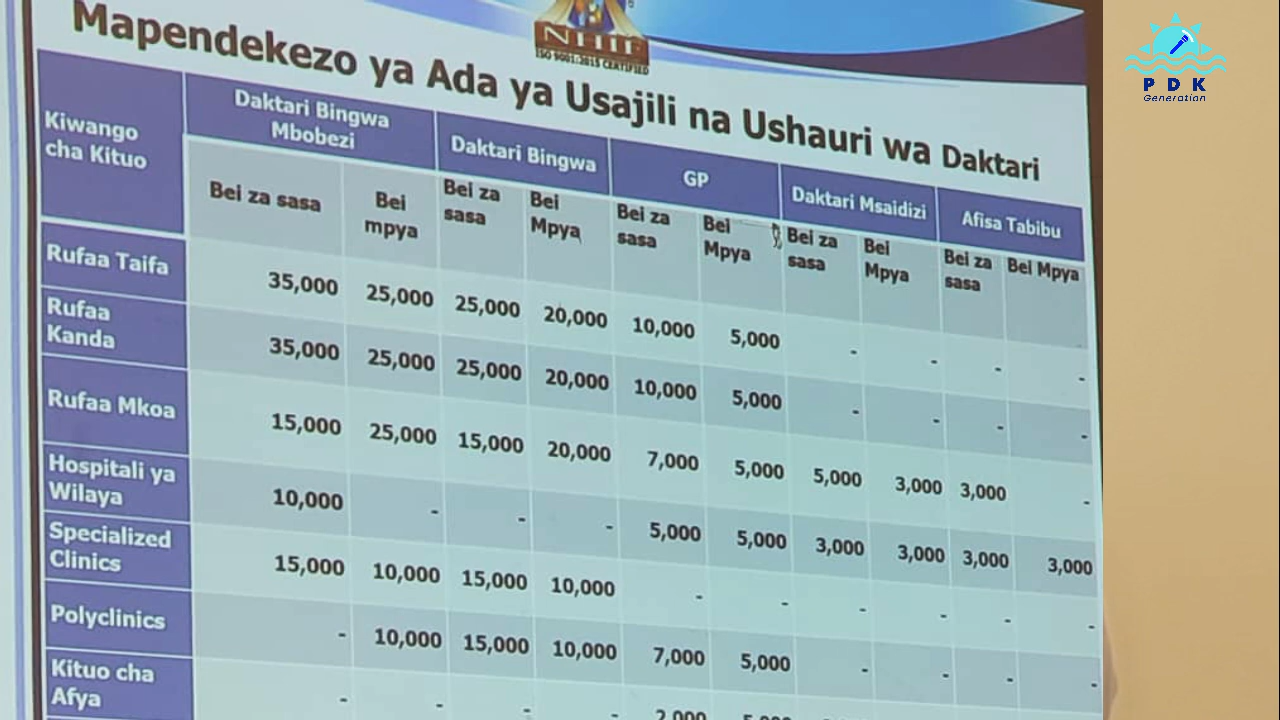 NHIF
ISO 9001:2015 CERTIFIED
P D K
Generation
Mapendekezo ya Ada ya Usajili na Ushauri wa Daktari
Kiwango cha Kituo
Daktari Bingwa Mbobezi
Daktari Bingwa
GP
Daktari Msaidizi
Afisa Tabibu
Bei za sasa
Bei mpya
Bei za sasa
Bei Mpya
Bei za sasa
Bei Mpya
Bei za sasa
Bei Mpya
Bei za sasa
Bei Mpya
Rufaa Taifa 35,000 25,000 25,000 20,000 10,000 5,000 - - - -
Rufaa Kanda 35,000 25,000 25,000 20,000 10,000 5,000 - - - -
Rufaa Mkoa 15,000 25,000 15,000 20,000 7,000 5,000 5,000 3,000 3,000 -
Hospitali ya Wilaya 10,000 - - - 5,000 5,000 3,000 3,000 3,000 3,000
Specialized Clinics 15,000 10,000 15,000 10,000 - - - - - -
Polyclinics - 10,000 15,000 10,000 7,000 5,000 - - - -
Kituo cha Afya - - - - 2,000